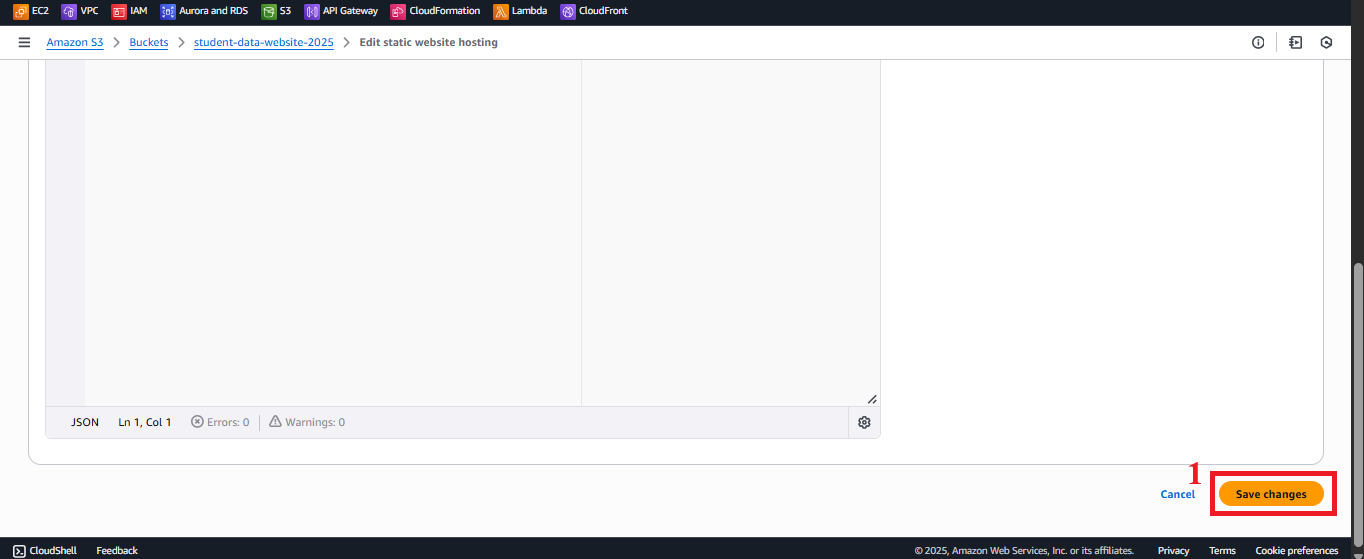 EC2 VPC IAM Aurora and RDS S3 API Gateway CloudFormation Lambda CloudFront
Amazon S3 > Buckets > student-data-website-2025 > Edit static website hosting
JSON Ln 1, Col 1 Errors: 0 Warnings: 0
1
Cancel Save changes
CloudShell Feedback © 2025, Amazon Web Services, Inc. or its affiliates. Privacy Terms Cookie preferences